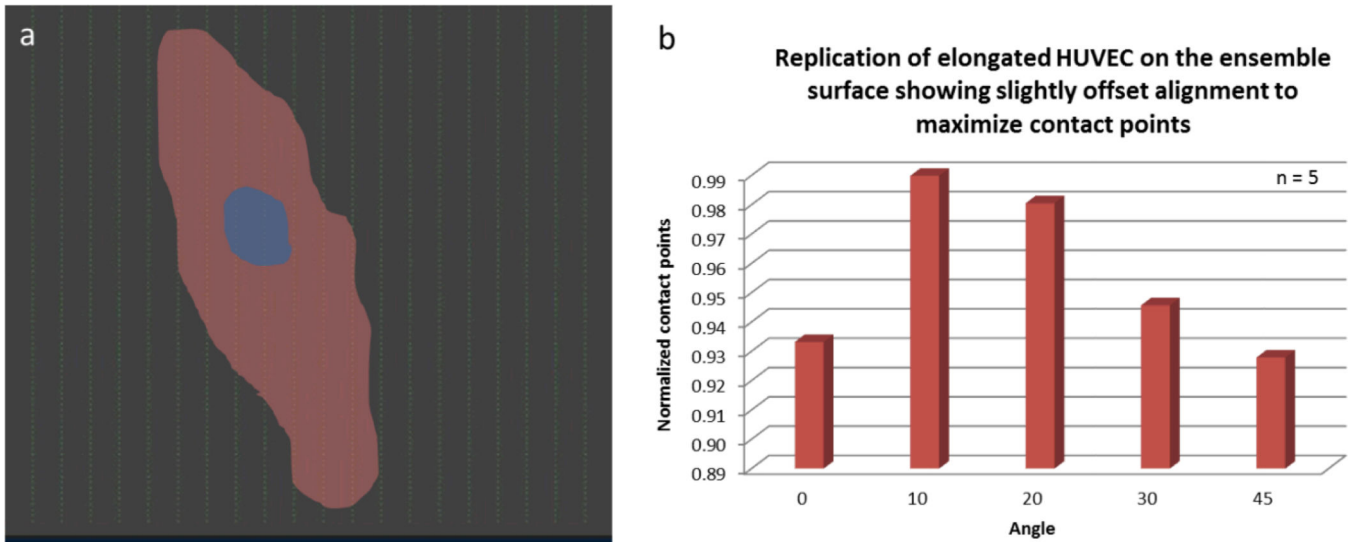 a
b
Replication of elongated HUVEC on the ensemble
surface showing slightly offset alignment to
maximize contact points
n = 5
Normalized contact points
0.99
0.98
0.97
0.96
0.95
0.94
0.93
0.92
0.91
0.90
0.89
0 10 20 30 45
Angle